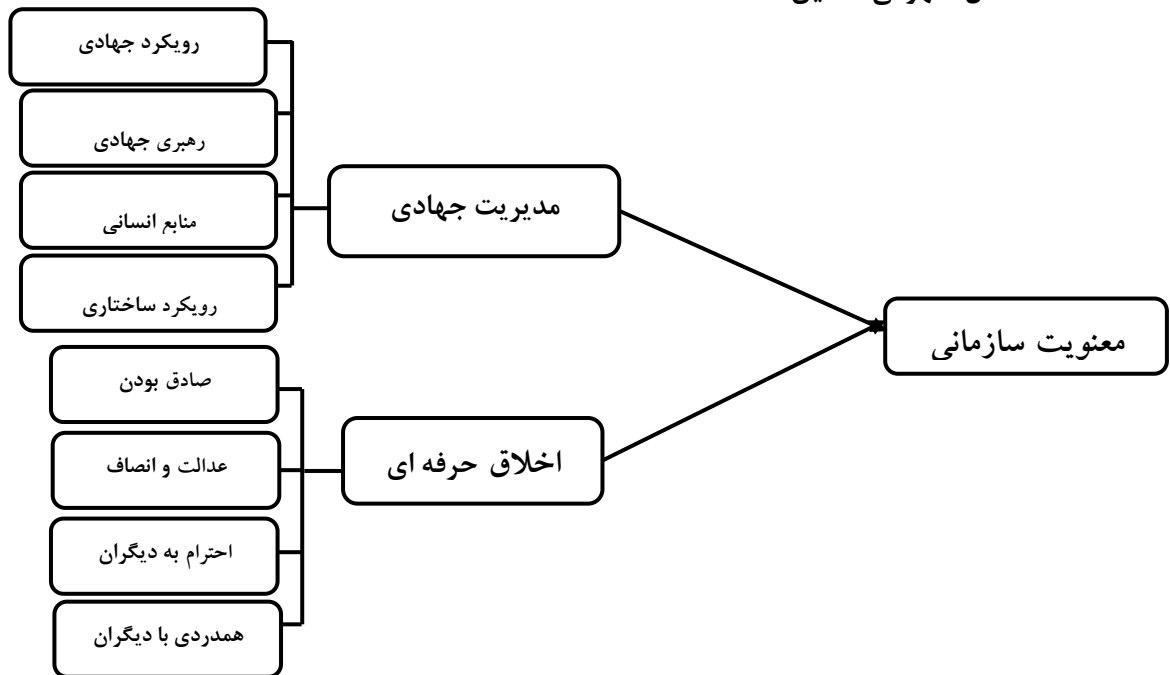 رویکرد جهادی
رهبری جهادی
منابع انسانی
رویکرد ساختاری
مدیریت جهادی
معنویت سازمانی
صادق بودن
عدالت و انصاف
احترام به دیگران
همدردی با دیگران
اخلاق حرفه ای